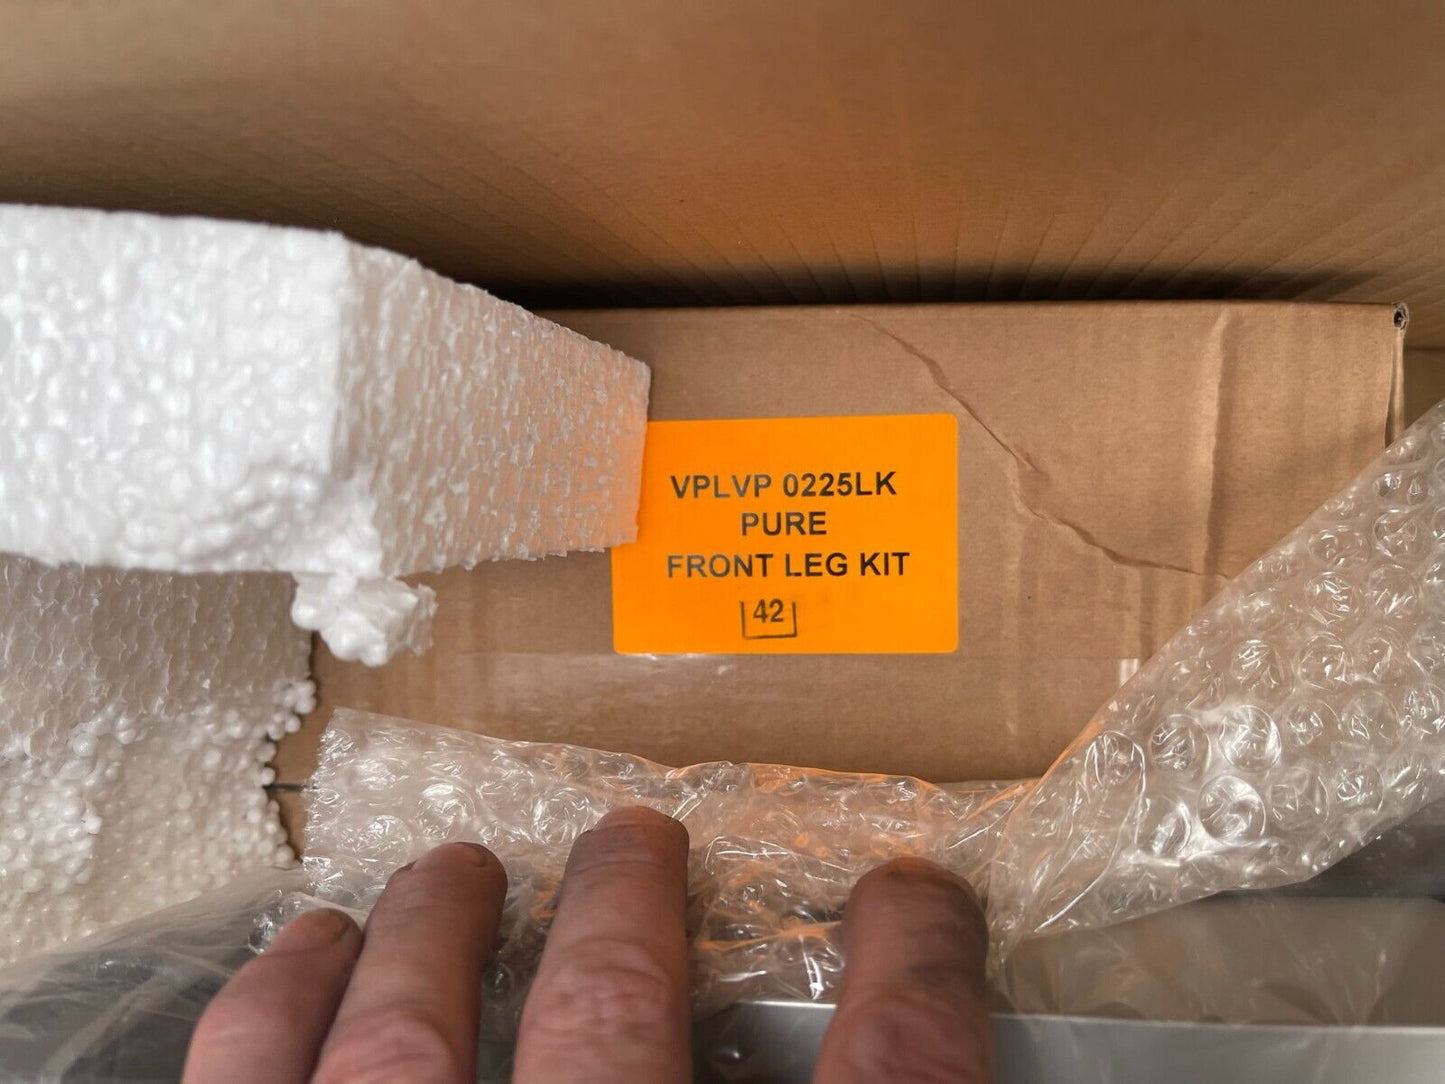 VPLVP 0225LK
PURE
FRONT LEG KIT
42